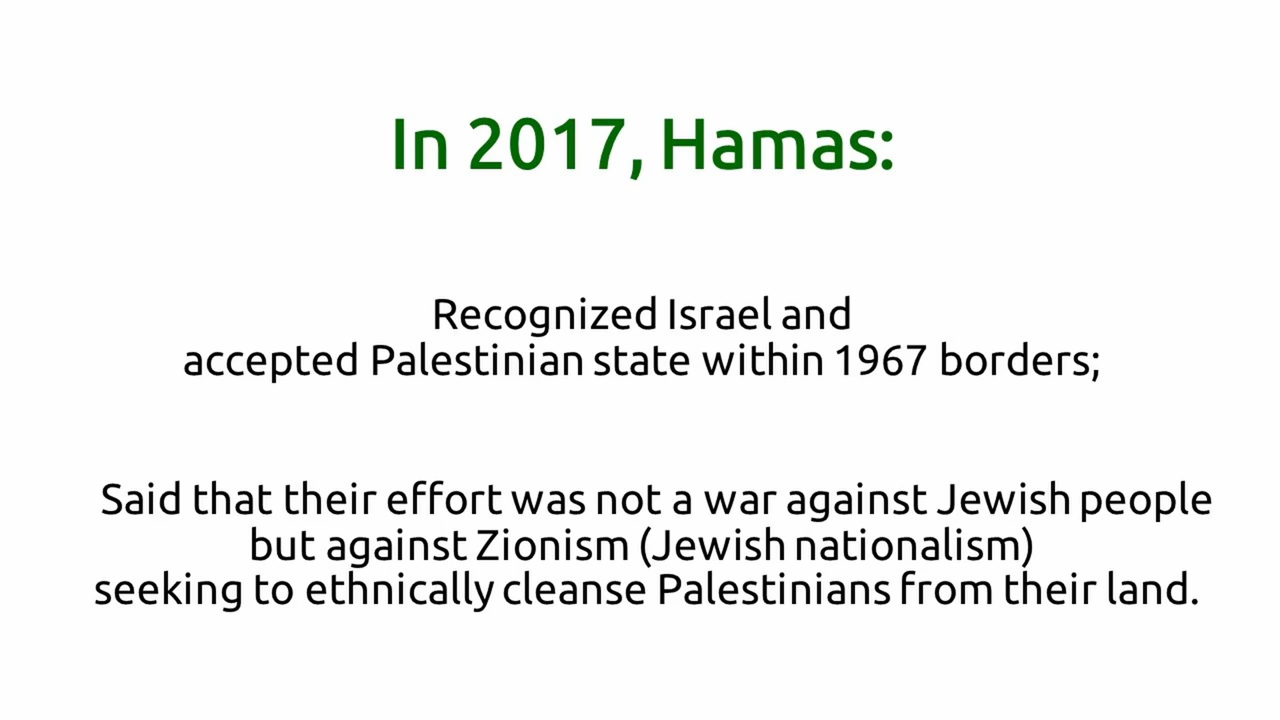 In 2017, Hamas:
Recognized Israel and
accepted Palestinian state within 1967 borders;
Said that their effort was not a war against Jewish people
but against Zionism (Jewish nationalism)
seeking to ethnically cleanse Palestinians from their land.